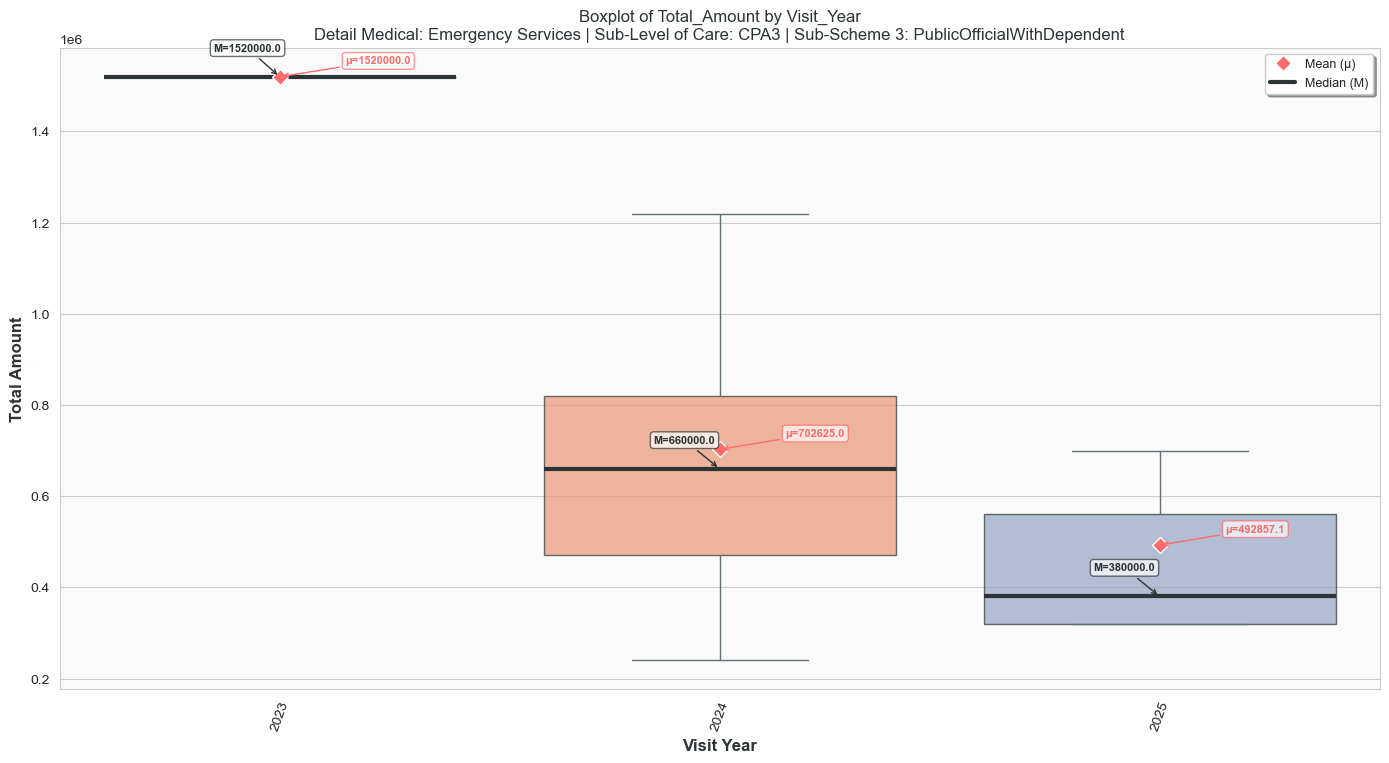 Boxplot of Total_Amount by Visit_Year
Detail Medical: Emergency Services | Sub-Level of Care: CPA3 | Sub-Scheme 3: PublicOfficialWithDependent
1e6
M=1520000.0
μ=1520000.0
Mean (μ)
Median (M)
1.4
1.2
1.0
0.8
0.6
0.4
0.2
Total Amount
M=660000.0
μ=702625.0
μ=492857.1
M=380000.0
2023
2024
2025
Visit Year